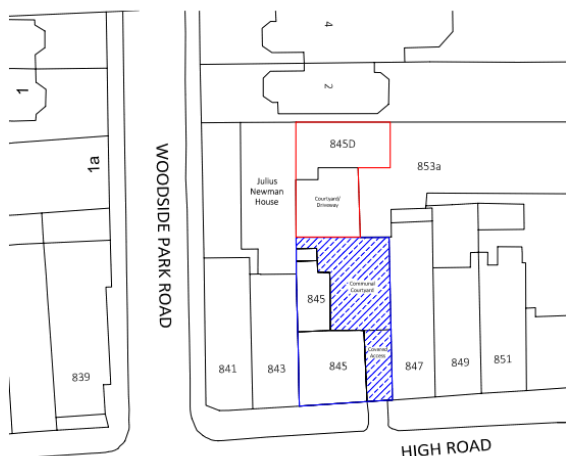 4
1
2
845D
1a
853a
Julius
Newman
House
Courtyard/
Driveway
WOODSIDE PARK ROAD
Communal
Courtyard
845
Covered
Access
839
841
843
845
847
849
851
HIGH ROAD